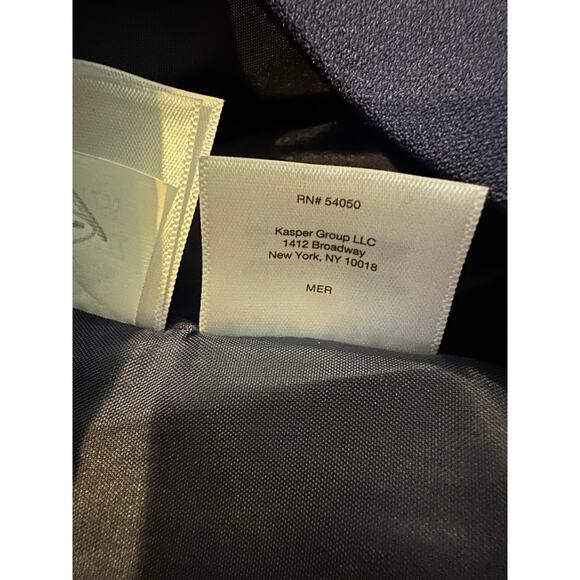 RN# 54050
Kasper Group LLC
1412 Broadway
New York, NY 10018
MER